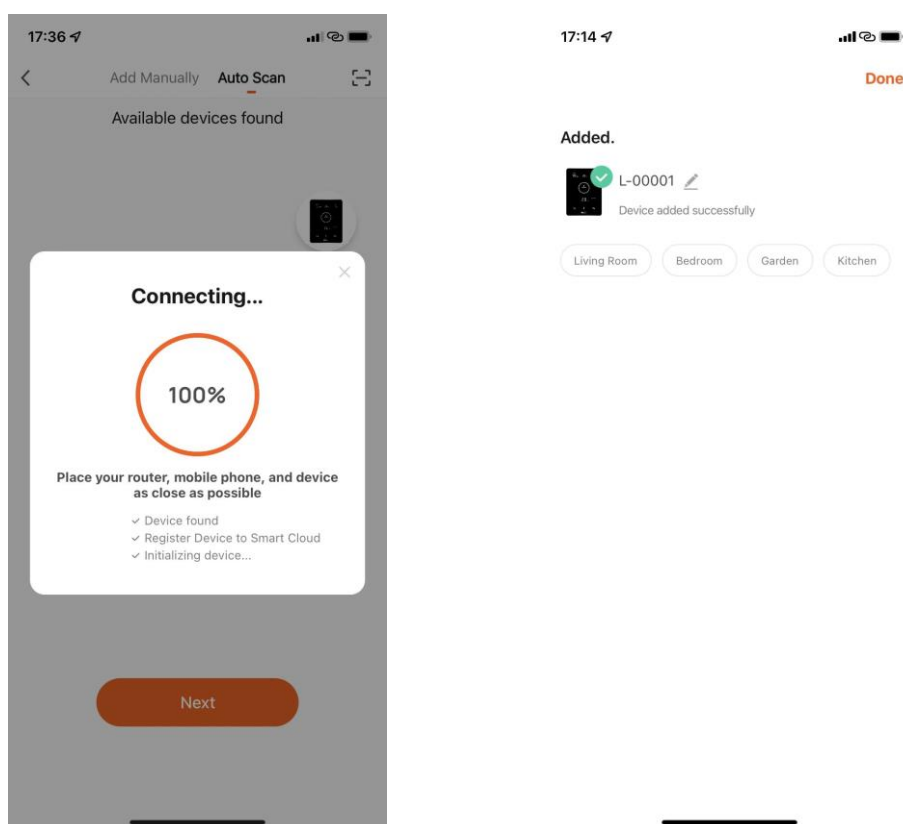 17:36
Add Manually Auto Scan
Available devices found
Connecting...
100%
Place your router, mobile phone, and device
as close as possible
Device found
Register Device to Smart Cloud
Initializing device...
Next
17:14
Done
Added.
L-00001
Device added successfully
Living Room Bedroom Garden Kitchen